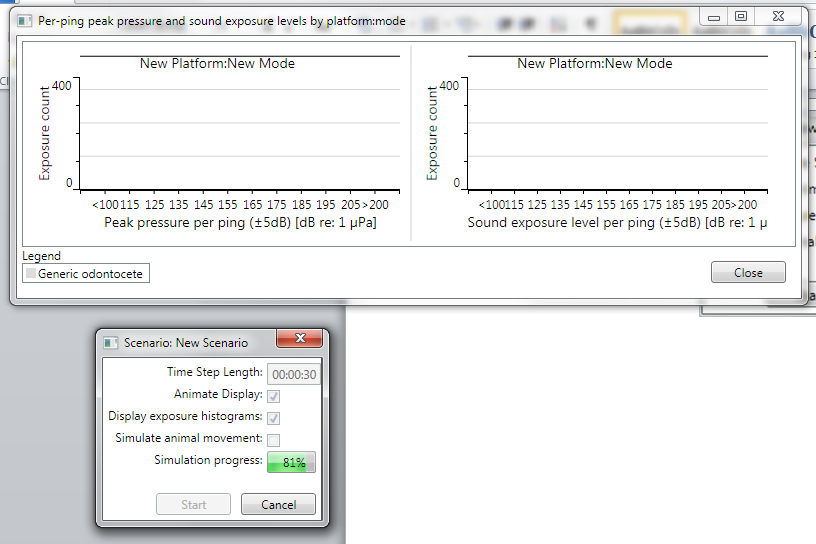 Per-ping peak pressure and sound exposure levels by platform:mode
New Platform:New Mode
Exposure count
400
0
<100 115 125 135 145 155 165 175 185 195 205 >200
Peak pressure per ping (±5dB) [dB re: 1 µPa]
New Platform:New Mode
Exposure count
400
0
<100 115 125 135 145 155 165 175 185 195 205 >200
Sound exposure level per ping (±5dB) [dB re: 1 µ
Legend
Generic odontocete
Close
Scenario: New Scenario
Time Step Length: 00:00:30
Animate Display:
Display exposure histograms:
Simulate animal movement:
Simulation progress: 81%
Start Cancel